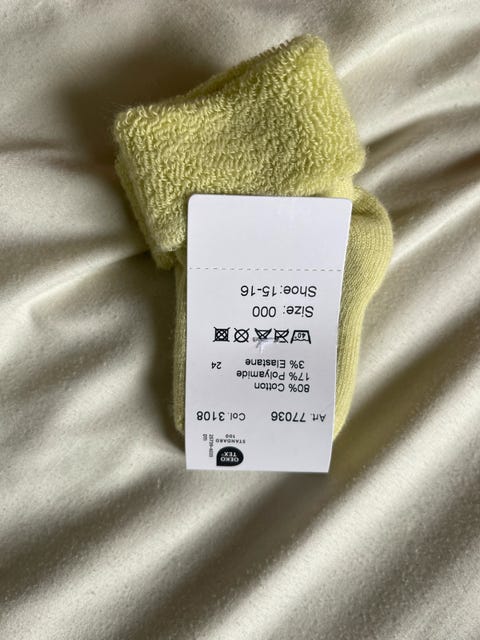 OEKO
TEX®
STANDARD
100
Art. 77036 Col. 3108
80% Cotton
17% Polyamide
3% Elastane 24
40°
Size: 000
Shoe:15-16